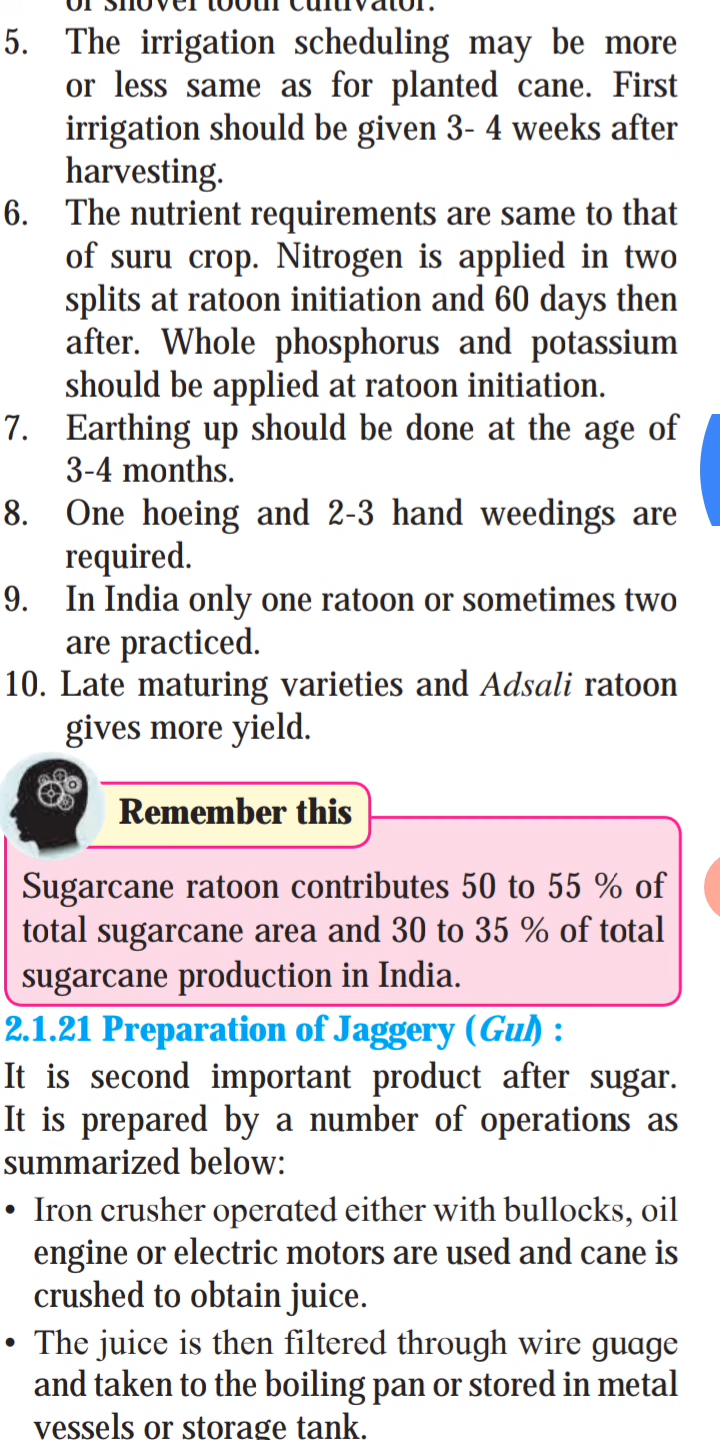 or shovel tooth cultivator.
5. The irrigation scheduling may be more
or less same as for planted cane. First
irrigation should be given 3- 4 weeks after
harvesting.
6. The nutrient requirements are same to that
of suru crop. Nitrogen is applied in two
splits at ratoon initiation and 60 days then
after. Whole phosphorus and potassium
should be applied at ratoon initiation.
7. Earthing up should be done at the age of
3-4 months.
8. One hoeing and 2-3 hand weedings are
required.
9. In India only one ratoon or sometimes two
are practiced.
10. Late maturing varieties and Adsali ratoon
gives more yield.
Remember this
Sugarcane ratoon contributes 50 to 55 % of
total sugarcane area and 30 to 35 % of total
sugarcane production in India.
2.1.21 Preparation of Jaggery (Gul) :
It is second important product after sugar.
It is prepared by a number of operations as
summarized below:
• Iron crusher operated either with bullocks, oil
engine or electric motors are used and cane is
crushed to obtain juice.
• The juice is then filtered through wire guage
and taken to the boiling pan or stored in metal
vessels or storage tank.